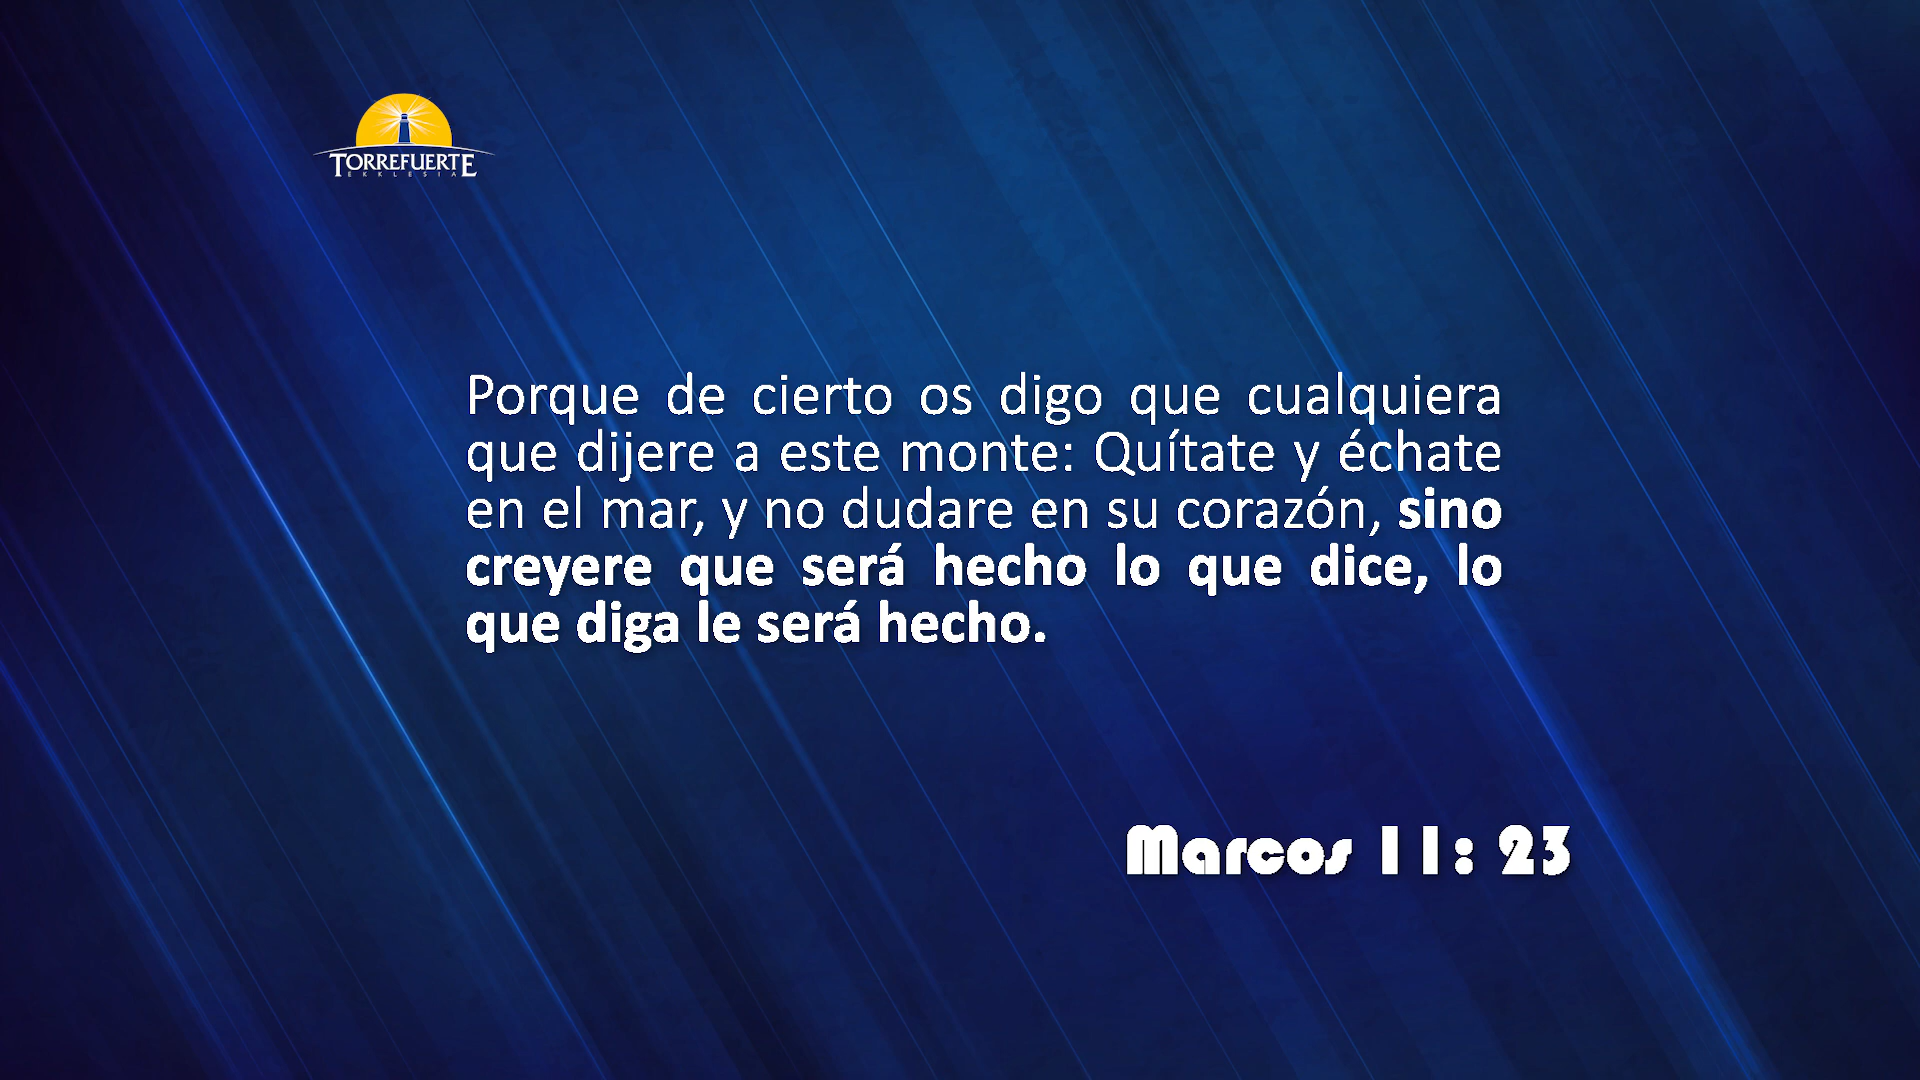 TORREFUERTE
EKKLESIA
Porque de cierto os digo que cualquiera
que dijere a este monte: Quítate y échate
en el mar, y no dudare en su corazón, sino
creyere que será hecho lo que dice, lo
que diga le será hecho.
Marcos 11: 23